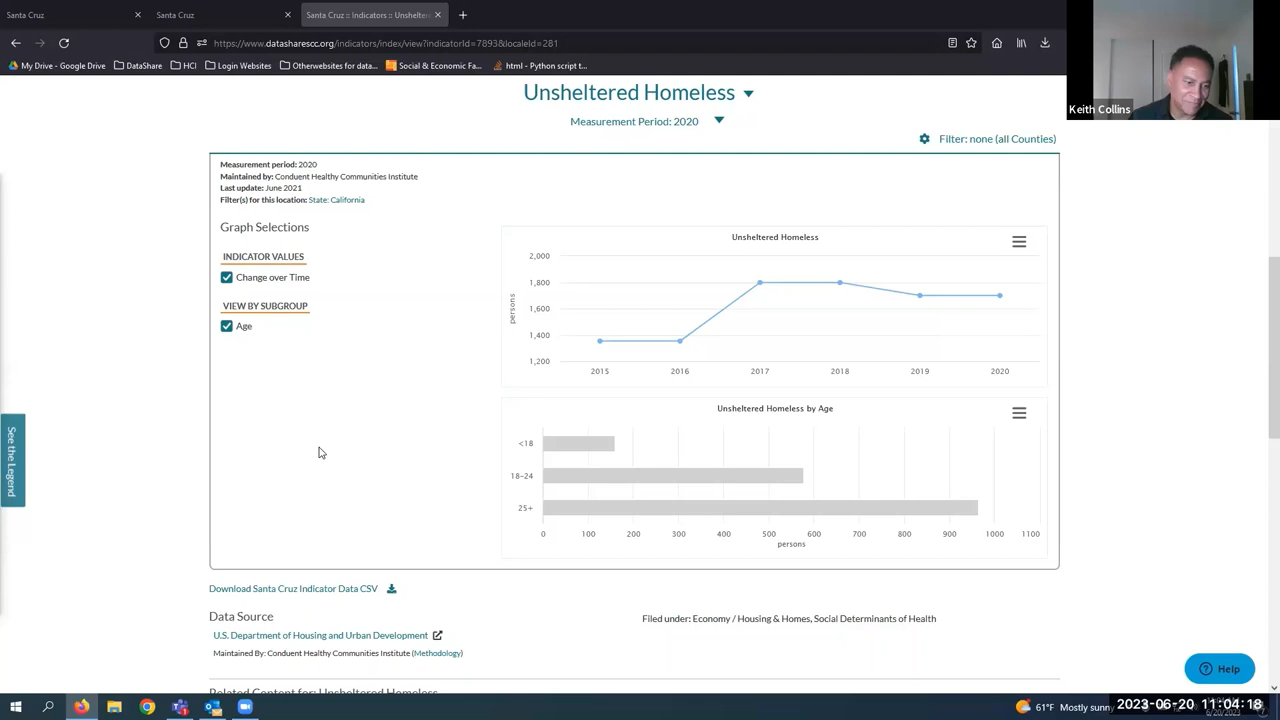 Santa Cruz
Santa Cruz
Santa Cruz :: Indicators :: Unshelter
https://www.datasharescc.org/indicators/index/view?indicatorId=7893&localeId=281
My Drive - Google Drive
DataShare
HCI
Login Websites
Otherwebsites for data...
Social & Economic Fa...
html - Python script t...
Keith Collins
Unsheltered Homeless
Measurement Period: 2020
Filter: none (all Counties)
Measurement period: 2020
Maintained by: Conduent Healthy Communities Institute
Last update: June 2021
Filter(s) for this location: State: California
Graph Selections
INDICATOR VALUES
Change over Time
VIEW BY SUBGROUP
Age
Unsheltered Homeless
2,000
1,800
1,600
1,400
1,200
persons
2015 2016 2017 2018 2019 2020
Unsheltered Homeless by Age
<18
18-24
25+
0 100 200 300 400 500 600 700 800 900 1000 1100
persons
See the Legend
Download Santa Cruz Indicator Data CSV
Data Source
U.S. Department of Housing and Urban Development
Maintained By: Conduent Healthy Communities Institute (Methodology)
Filed under: Economy / Housing & Homes, Social Determinants of Health
Related Content for: Unsheltered Homeless
Help
61°F Mostly sunny
2023-06-20 11:04:18